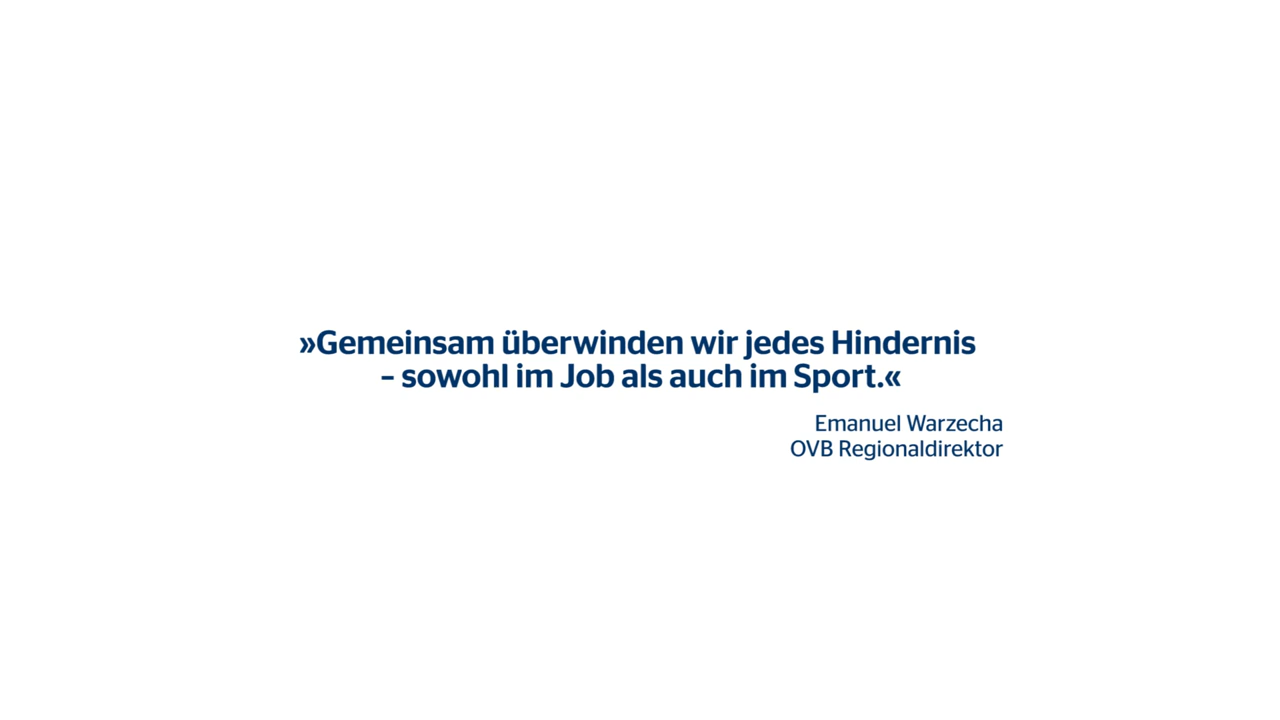 »Gemeinsam überwinden wir jedes Hindernis
– sowohl im Job als auch im Sport.«
Emanuel Warzecha
OVB Regionaldirektor